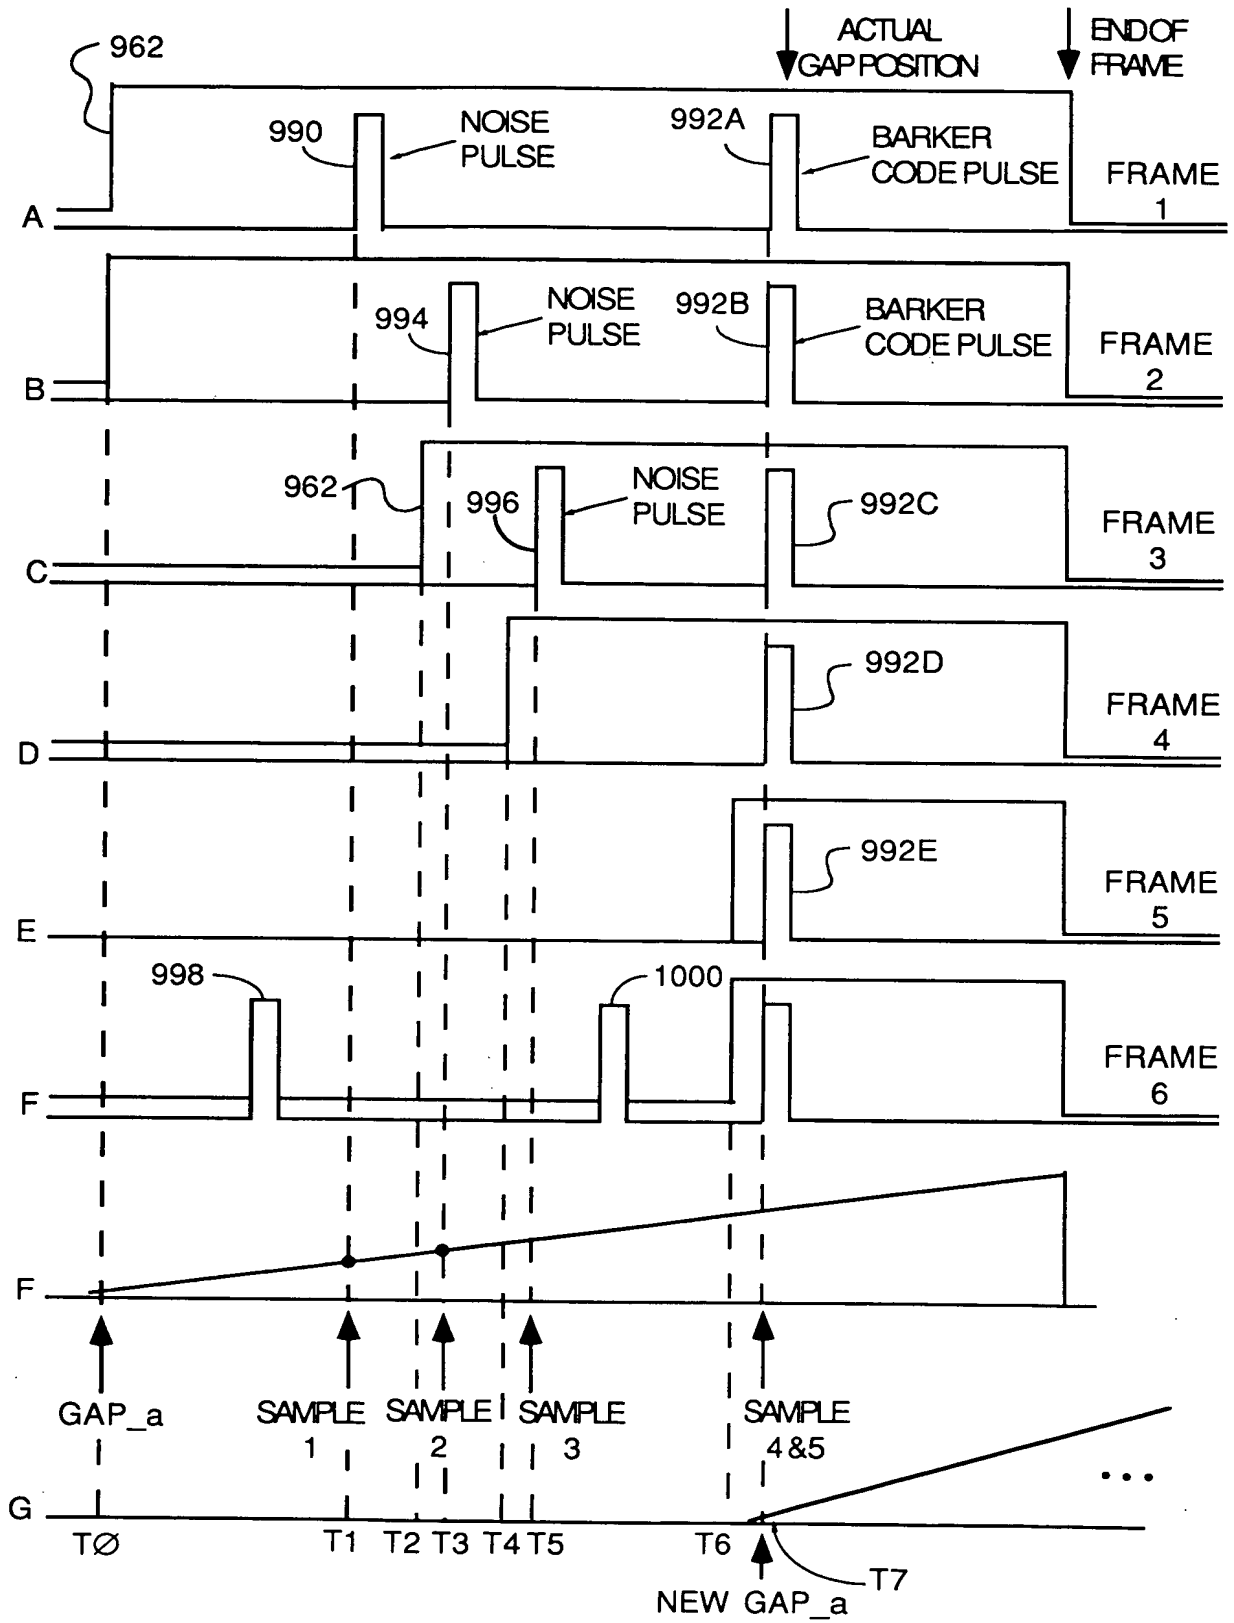 962
ACTUAL
GAP POSITION
END OF
FRAME
990
NOISE
PULSE
992A
BARKER
CODE PULSE
FRAME
1
A
994
NOISE
PULSE
992B
BARKER
CODE PULSE
FRAME
2
B
962
996
NOISE
PULSE
992C
FRAME
3
C
992D
FRAME
4
D
992E
FRAME
5
E
998
1000
FRAME
6
F
F
GAP_a
SAMPLE
1
SAMPLE
2
SAMPLE
3
SAMPLE
4 & 5
...
G
TØ
T1
T2
T3
T4
T5
T6
T7
NEW GAP_a